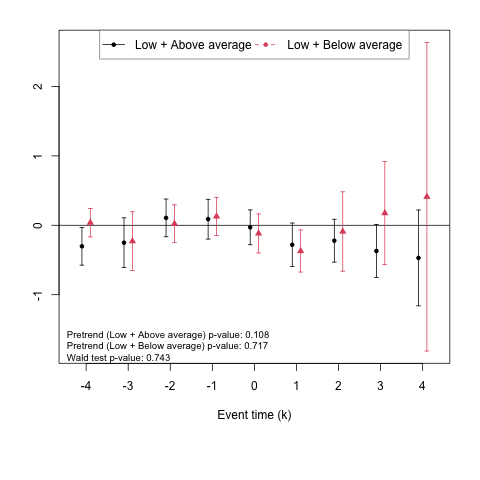 Low + Above average Low + Below average
2
1
0
-1
Pretrend (Low + Above average) p-value: 0.108
Pretrend (Low + Below average) p-value: 0.717
Wald test p-value: 0.743
-4 -3 -2 -1 0 1 2 3 4
Event time (k)